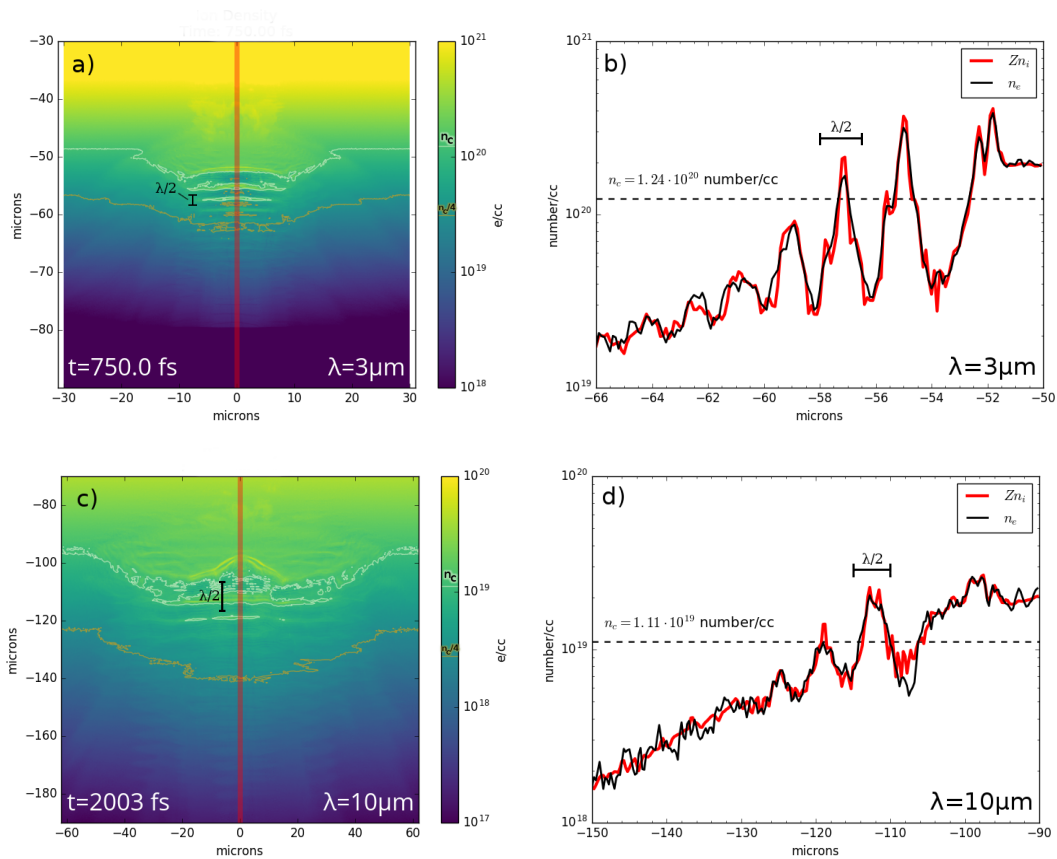 a)
−30
−40
−50
−60
−70
−80
microns
−30 −20 −10 0 10 20 30
microns
λ/2
t=750.0 fs
λ=3μm
10^21
10^20
10^19
10^18
n_c
n_c/4
e/cc
b)
Zn_i
n_e
λ/2
n_c = 1.24 · 10^20 number/cc
10^21
10^20
10^19
number/cc
−66 −64 −62 −60 −58 −56 −54 −52 −50
microns
λ=3μm
c)
−80
−100
−120
−140
−160
−180
microns
−60 −40 −20 0 20 40 60
microns
λ/2
t=2003 fs
λ=10μm
10^20
10^19
10^18
10^17
n_c
n_c/4
e/cc
d)
Zn_i
n_e
λ/2
n_c = 1.11 · 10^19 number/cc
10^20
10^19
10^18
number/cc
−150 −140 −130 −120 −110 −100 −90
microns
λ=10μm